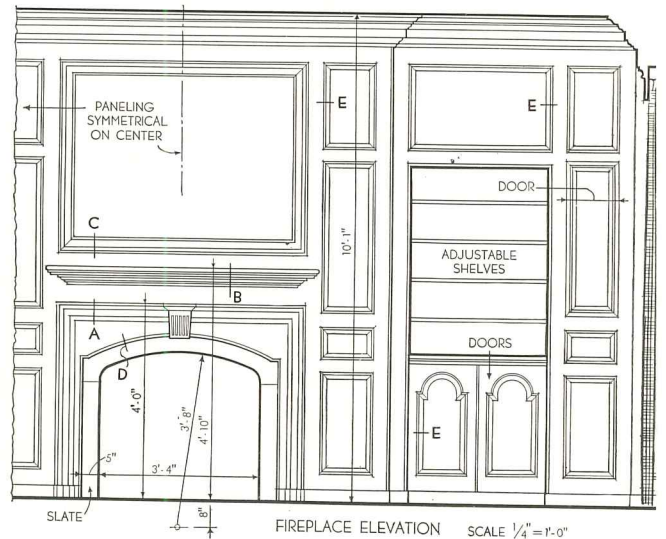 PANELING
SYMMETRICAL
ON CENTER
E
E
DOOR
C
10'-1"
ADJUSTABLE
SHELVES
B
A
D
DOORS
4'-0"
3'-8"
4'-10"
E
5"
3'-4"
SLATE
8"
FIREPLACE ELEVATION
SCALE 1/4"=1'-0"